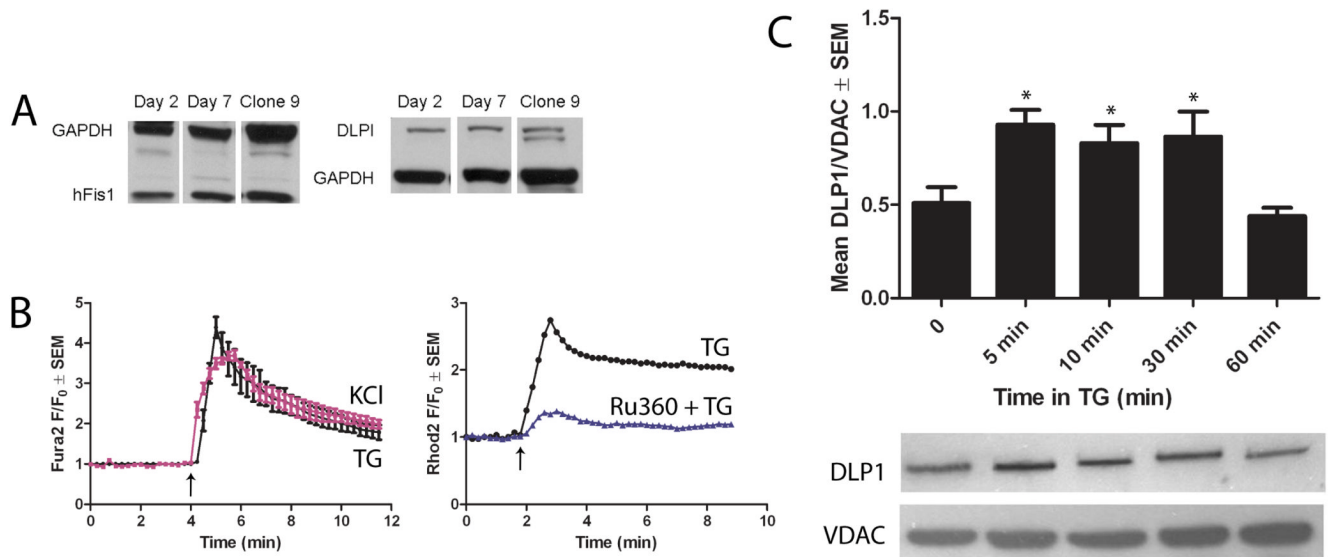 A
Day 2 Day 7 Clone 9
GAPDH
hFis1
Day 2 Day 7 Clone 9
DLPI
GAPDH
B
Fura2 F/F0 ± SEM
5
4
3
2
1
0
KCl
TG
0 2 4 6 8 10 12
Time (min)
Rhod2 F/F0 ± SEM
3
2
1
0
TG
Ru360 + TG
0 2 4 6 8 10
Time (min)
C
Mean DLP1/VDAC ± SEM
1.5
1.0
0.5
0.0
* * *
0 5 min 10 min 30 min 60 min
Time in TG (min)
DLP1
VDAC